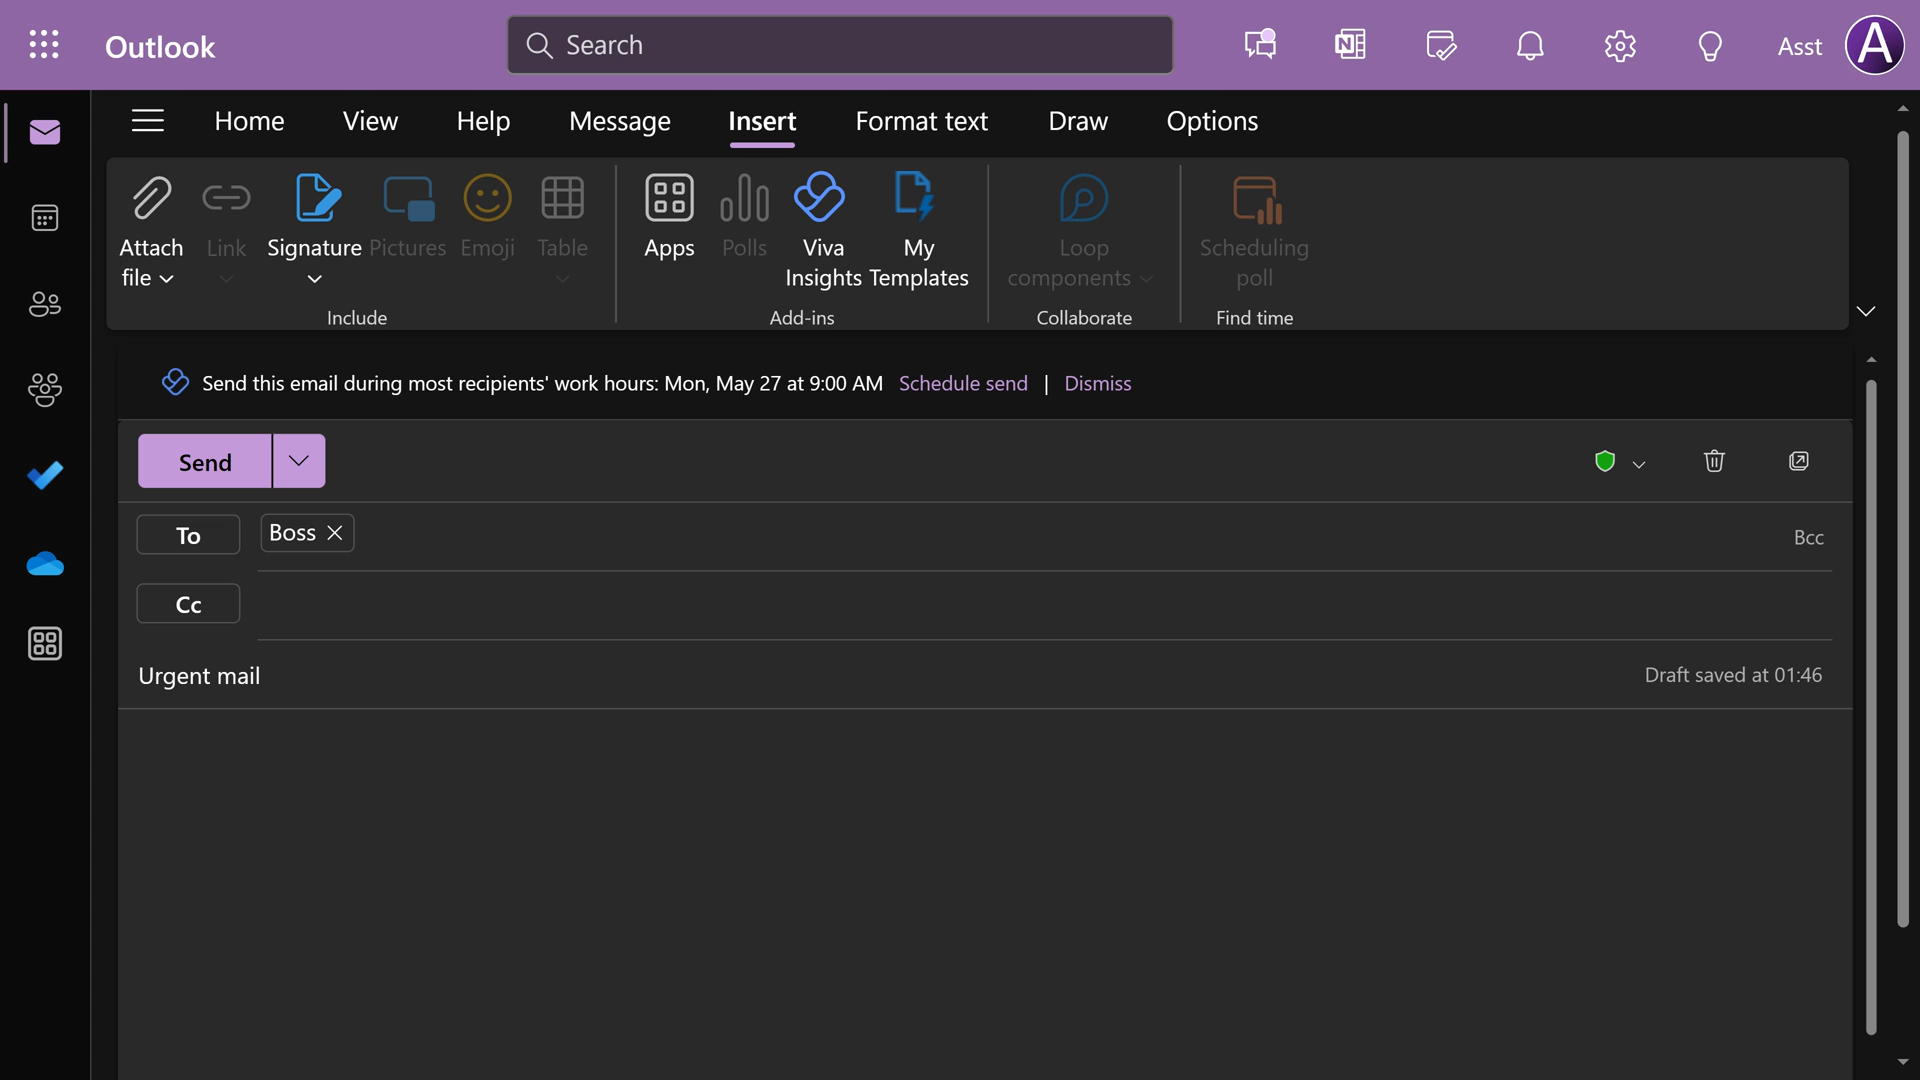 Outlook
Search
Asst
A
Home View Help Message Insert Format text Draw Options
Attach file Link Signature Pictures Emoji Table
Include
Apps Polls Viva Insights My Templates
Add-ins
Loop components
Collaborate
Scheduling poll
Find time
Send this email during most recipients' work hours: Mon, May 27 at 9:00 AM Schedule send | Dismiss
Send
To Boss Bcc
Cc
Urgent mail Draft saved at 01:46